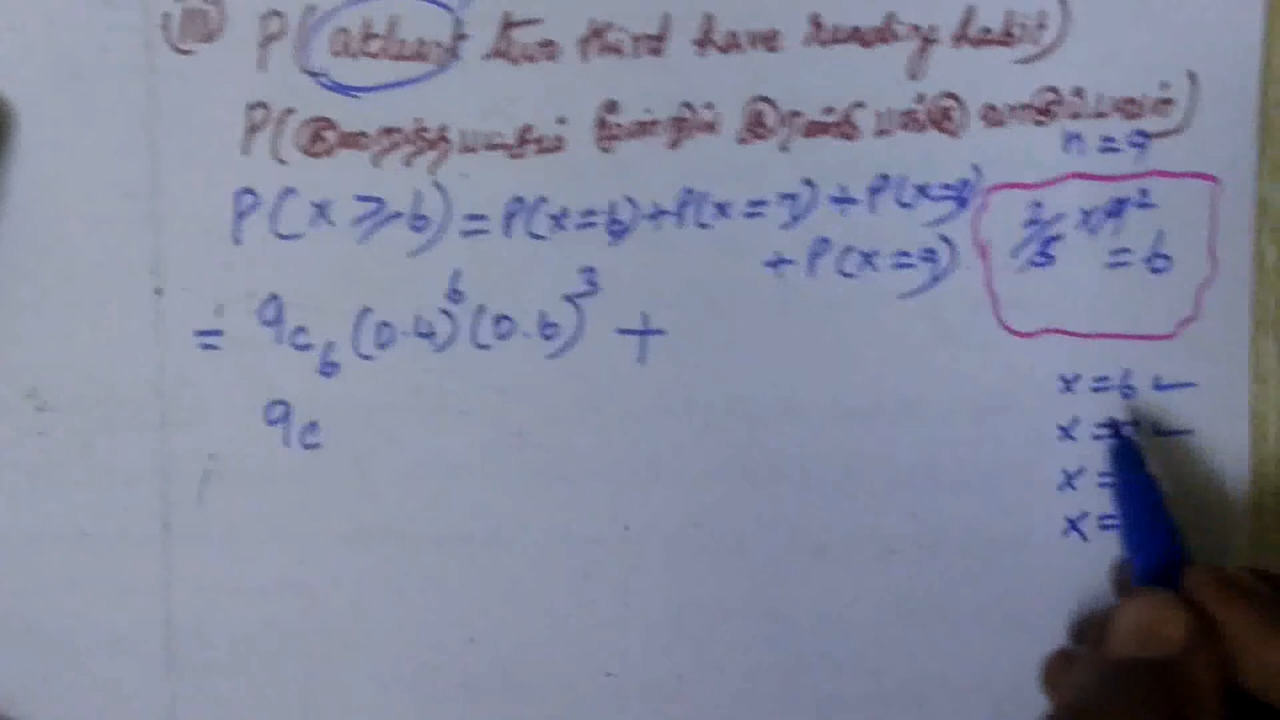 (iii) P(atleast two third have reading habit)
P(
n = 9
P(x ≥ 6) = P(x=6) + P(x=7) + P(x=8)
+ P(x=9)
2/3 × 9
= 6
= 9c₆ (0.4)⁶ (0.6)³ +
x = 6
9c
x =
x =
x =